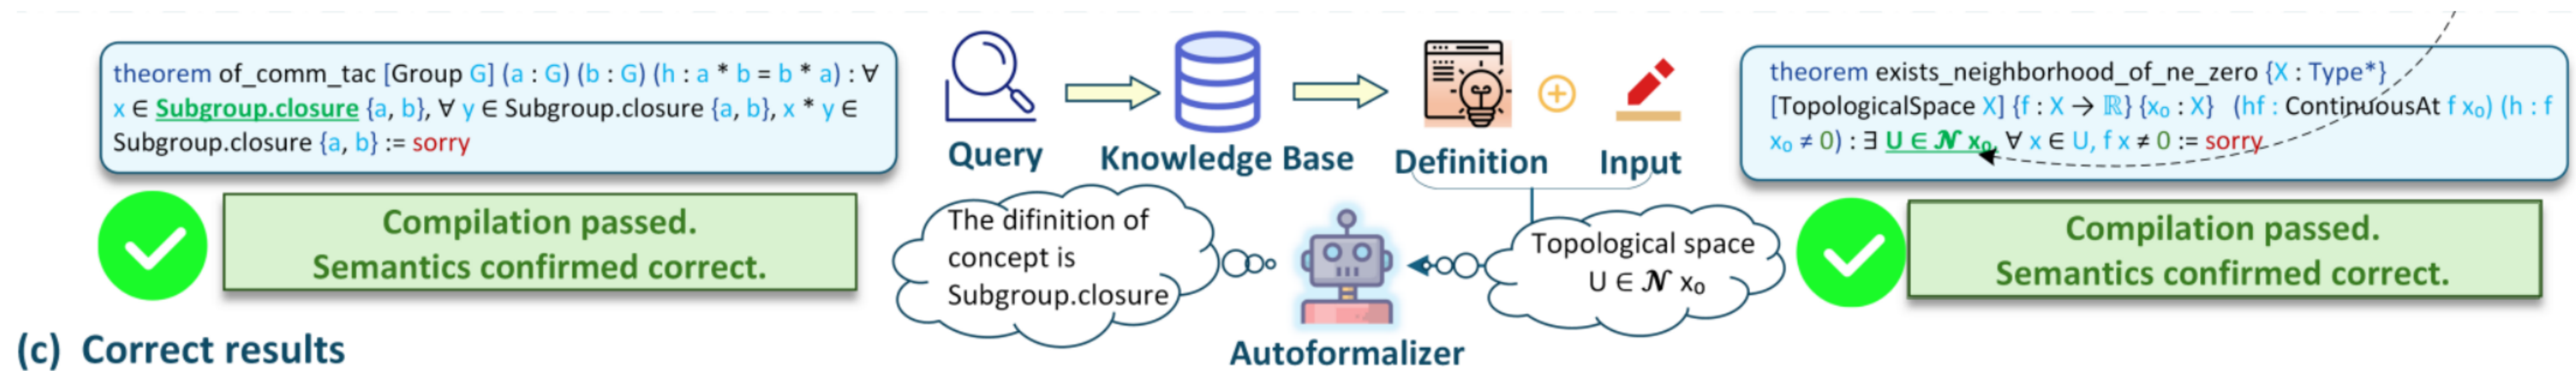 theorem of_comm_tac [Group G] (a : G) (b : G) (h : a * b = b * a) : ∀
x ∈ Subgroup.closure {a, b}, ∀ y ∈ Subgroup.closure {a, b}, x * y ∈
Subgroup.closure {a, b} := sorry
Compilation passed.
Semantics confirmed correct.
Query
Knowledge Base
Definition
Input
The difinition of
concept is
Subgroup.closure
Autoformalizer
Topological space
U ∈ 𝓝 x₀
theorem exists_neighborhood_of_ne_zero {X : Type*}
[TopologicalSpace X] {f : X → ℝ} {x₀ : X} (hf : ContinuousAt f x₀) (h : f
x₀ ≠ 0) : ∃ U ∈ 𝓝 x₀, ∀ x ∈ U, f x ≠ 0 := sorry
Compilation passed.
Semantics confirmed correct.
(c) Correct results